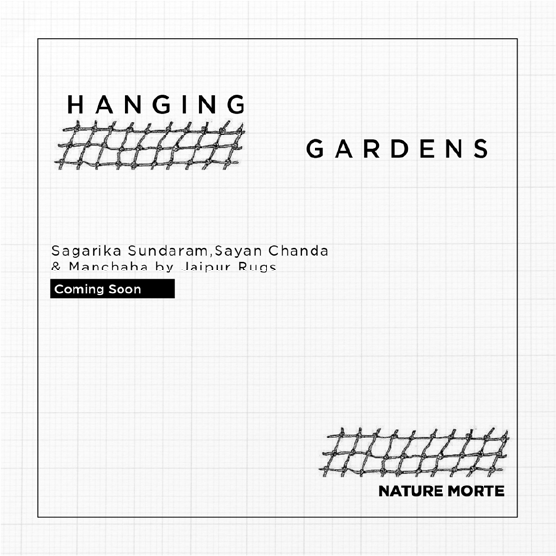 HANGING
GARDENS
Sagarika Sundaram,Sayan Chanda
& Manchaha by Jaipur Rugs
Coming Soon
NATURE MORTE